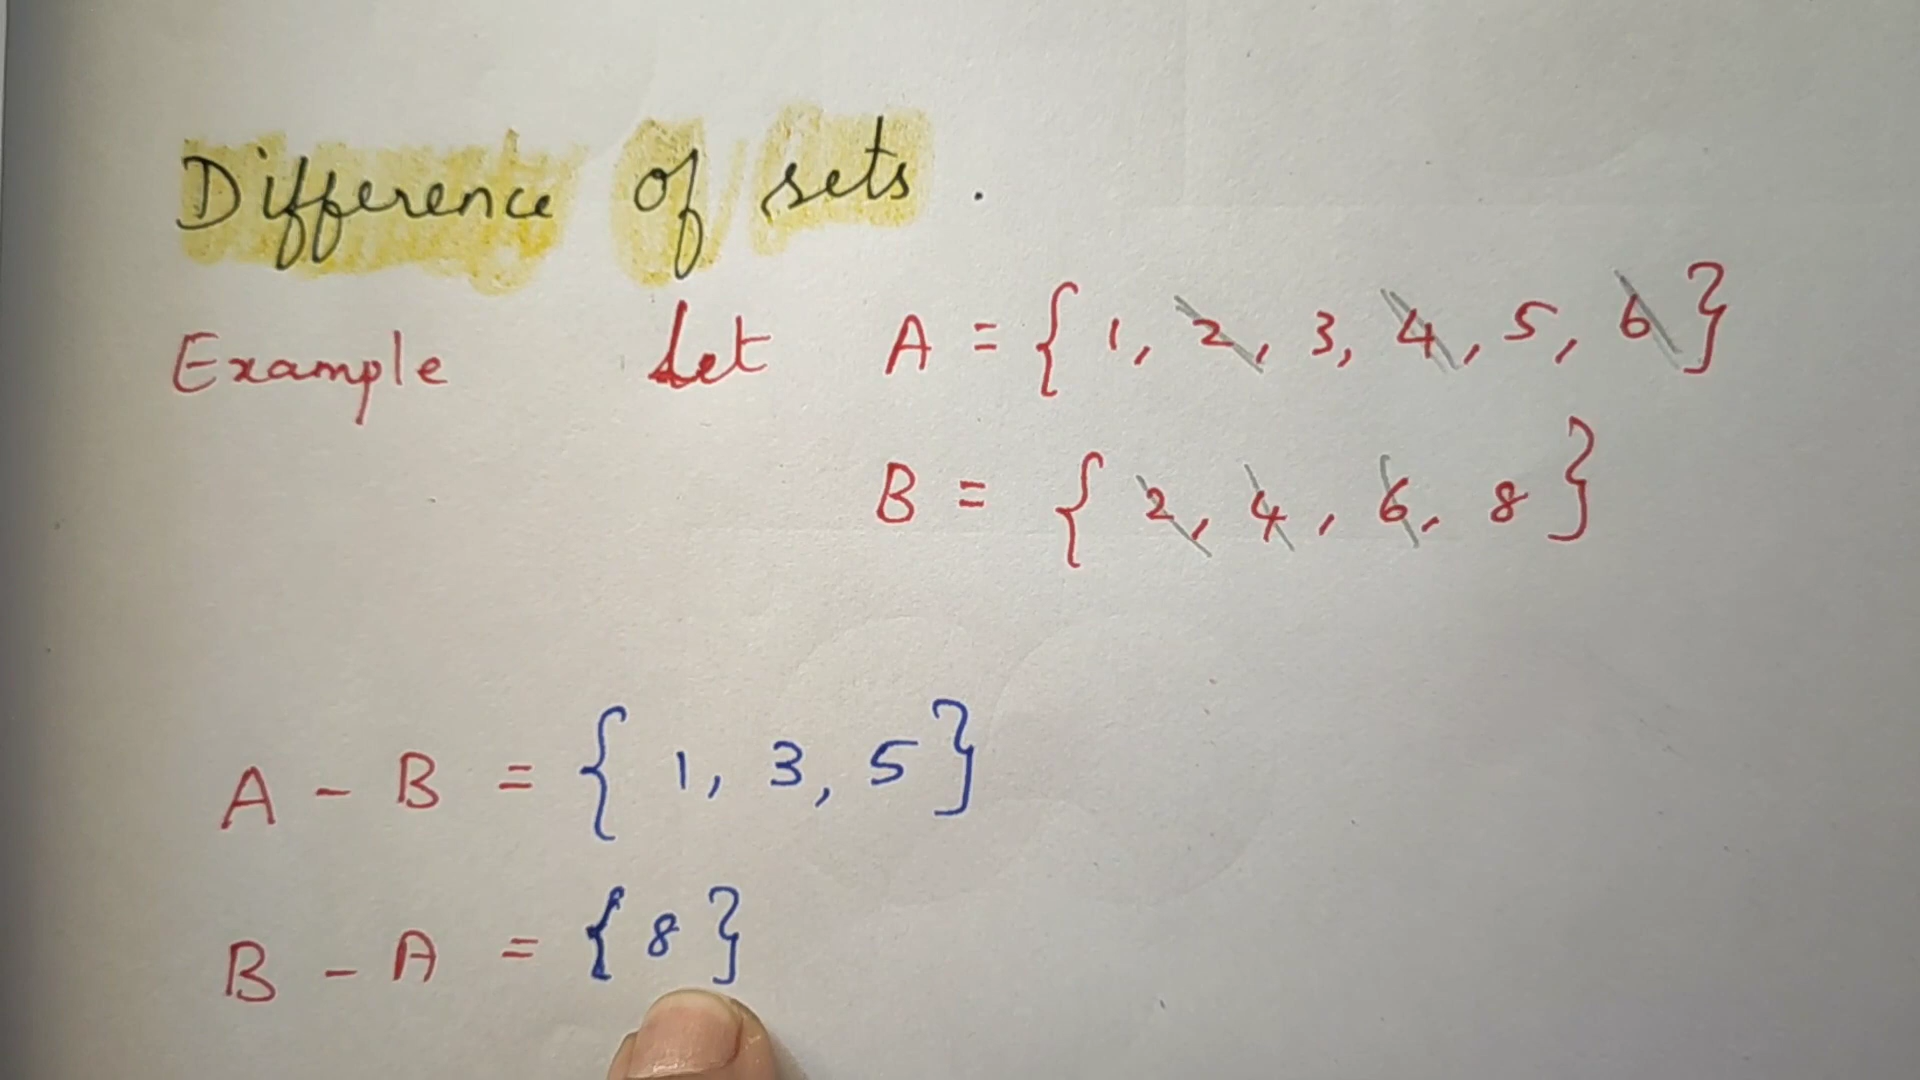 Difference of sets .
Example Let A = { 1, 2, 3, 4, 5, 6 }
B = { 2, 4, 6, 8 }
A - B = { 1, 3, 5 }
B - A = { 8 }